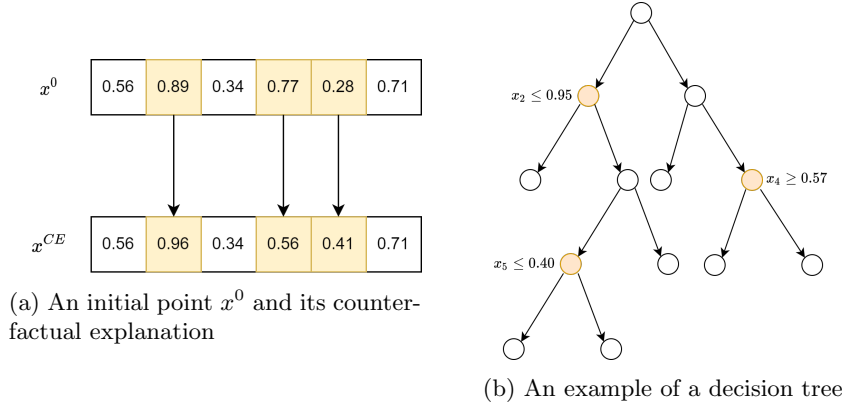 x^0 0.56 0.89 0.34 0.77 0.28 0.71
x^{CE} 0.56 0.96 0.34 0.56 0.41 0.71
(a) An initial point x^0 and its counter-
factual explanation
x_2 ≤ 0.95
x_4 ≥ 0.57
x_5 ≤ 0.40
(b) An example of a decision tree